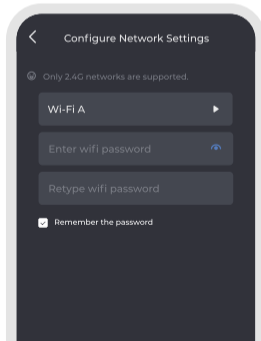 Configure Network Settings
Only 2.4G networks are supported.
Wi-Fi A
Enter wifi password
Retype wifi password
Remember the password